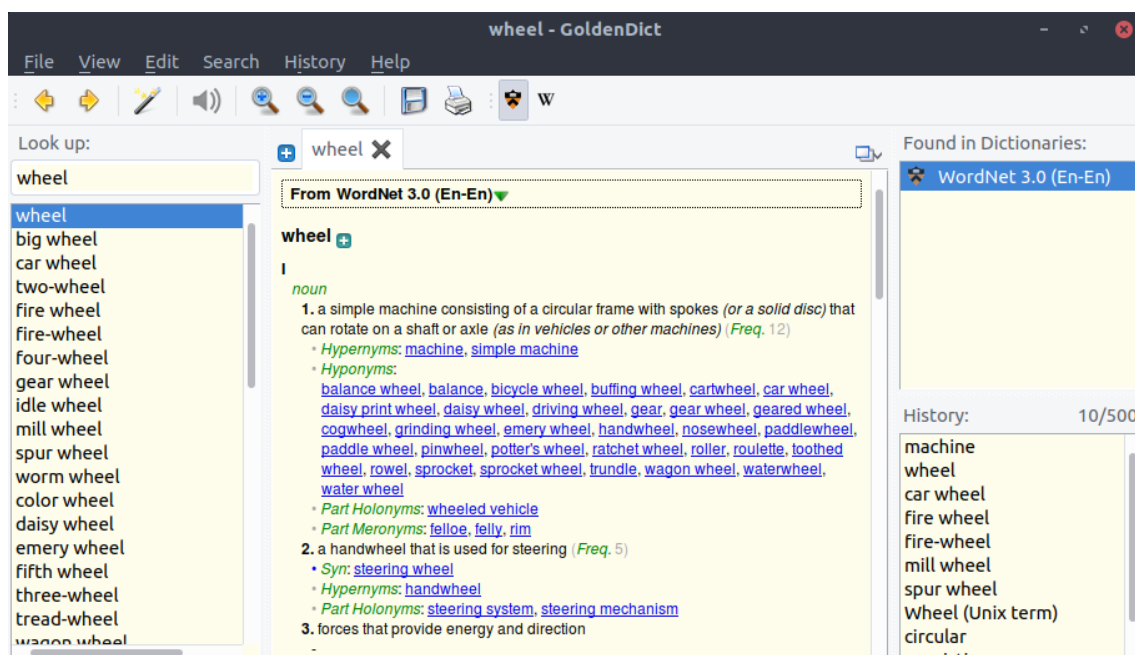 wheel - GoldenDict
File View Edit Search History Help
W
Look up:
wheel
wheel
big wheel
car wheel
two-wheel
fire wheel
fire-wheel
four-wheel
gear wheel
idle wheel
mill wheel
spur wheel
worm wheel
color wheel
daisy wheel
emery wheel
fifth wheel
three-wheel
tread-wheel
wagon wheel
wheel
From WordNet 3.0 (En-En)
wheel
I
noun
1. a simple machine consisting of a circular frame with spokes (or a solid disc) that
can rotate on a shaft or axle (as in vehicles or other machines) (Freq. 12)
• Hypernyms: machine, simple machine
• Hyponyms:
balance wheel, balance, bicycle wheel, buffing wheel, cartwheel, car wheel,
daisy print wheel, daisy wheel, driving wheel, gear, gear wheel, geared wheel,
cogwheel, grinding wheel, emery wheel, handwheel, nosewheel, paddlewheel,
paddle wheel, pinwheel, potter's wheel, ratchet wheel, roller, roulette, toothed
wheel, rowel, sprocket, sprocket wheel, trundle, wagon wheel, waterwheel,
water wheel
• Part Holonyms: wheeled vehicle
• Part Meronyms: felloe, felly, rim
2. a handwheel that is used for steering (Freq. 5)
• Syn: steering wheel
• Hypernyms: handwheel
• Part Holonyms: steering system, steering mechanism
3. forces that provide energy and direction
Found in Dictionaries:
WordNet 3.0 (En-En)
History: 10/500
machine
wheel
car wheel
fire wheel
fire-wheel
mill wheel
spur wheel
Wheel (Unix term)
circular